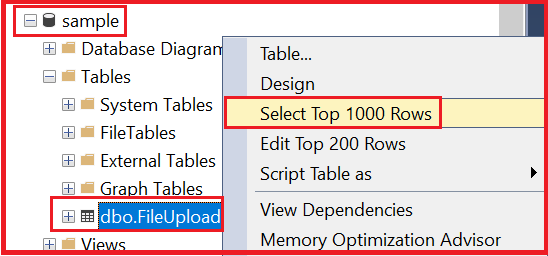 sample
Database Diagram
Tables
System Tables
FileTables
External Tables
Graph Tables
dbo.FileUpload
Views
Table...
Design
Select Top 1000 Rows
Edit Top 200 Rows
Script Table as
View Dependencies
Memory Optimization Advisor